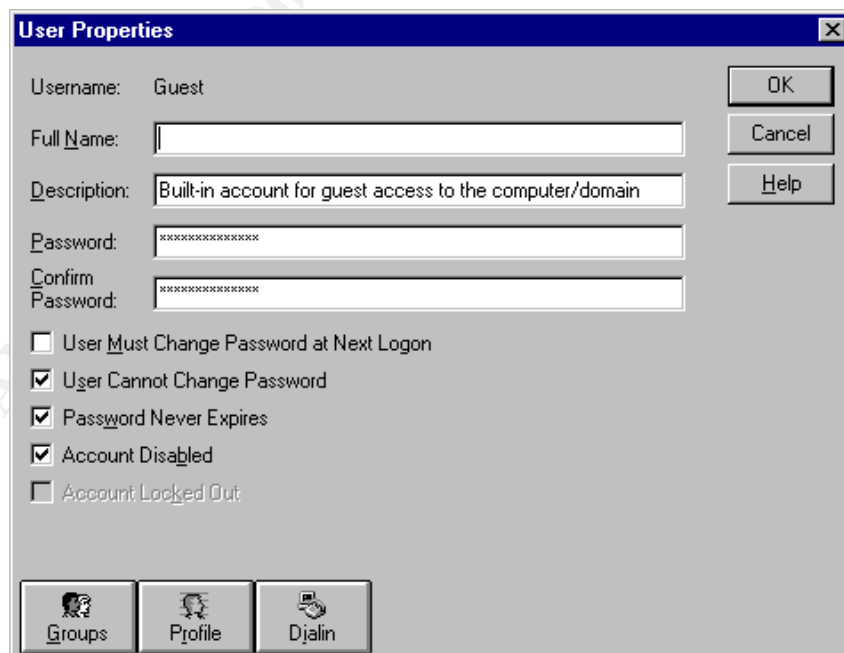 User Properties
Username: Guest
OK
Full Name:
Cancel
Description: Built-in account for guest access to the computer/domain
Help
Password: **************
Confirm
Password: **************
User Must Change Password at Next Logon
User Cannot Change Password
Password Never Expires
Account Disabled
Account Locked Out
Groups Profile Dialin